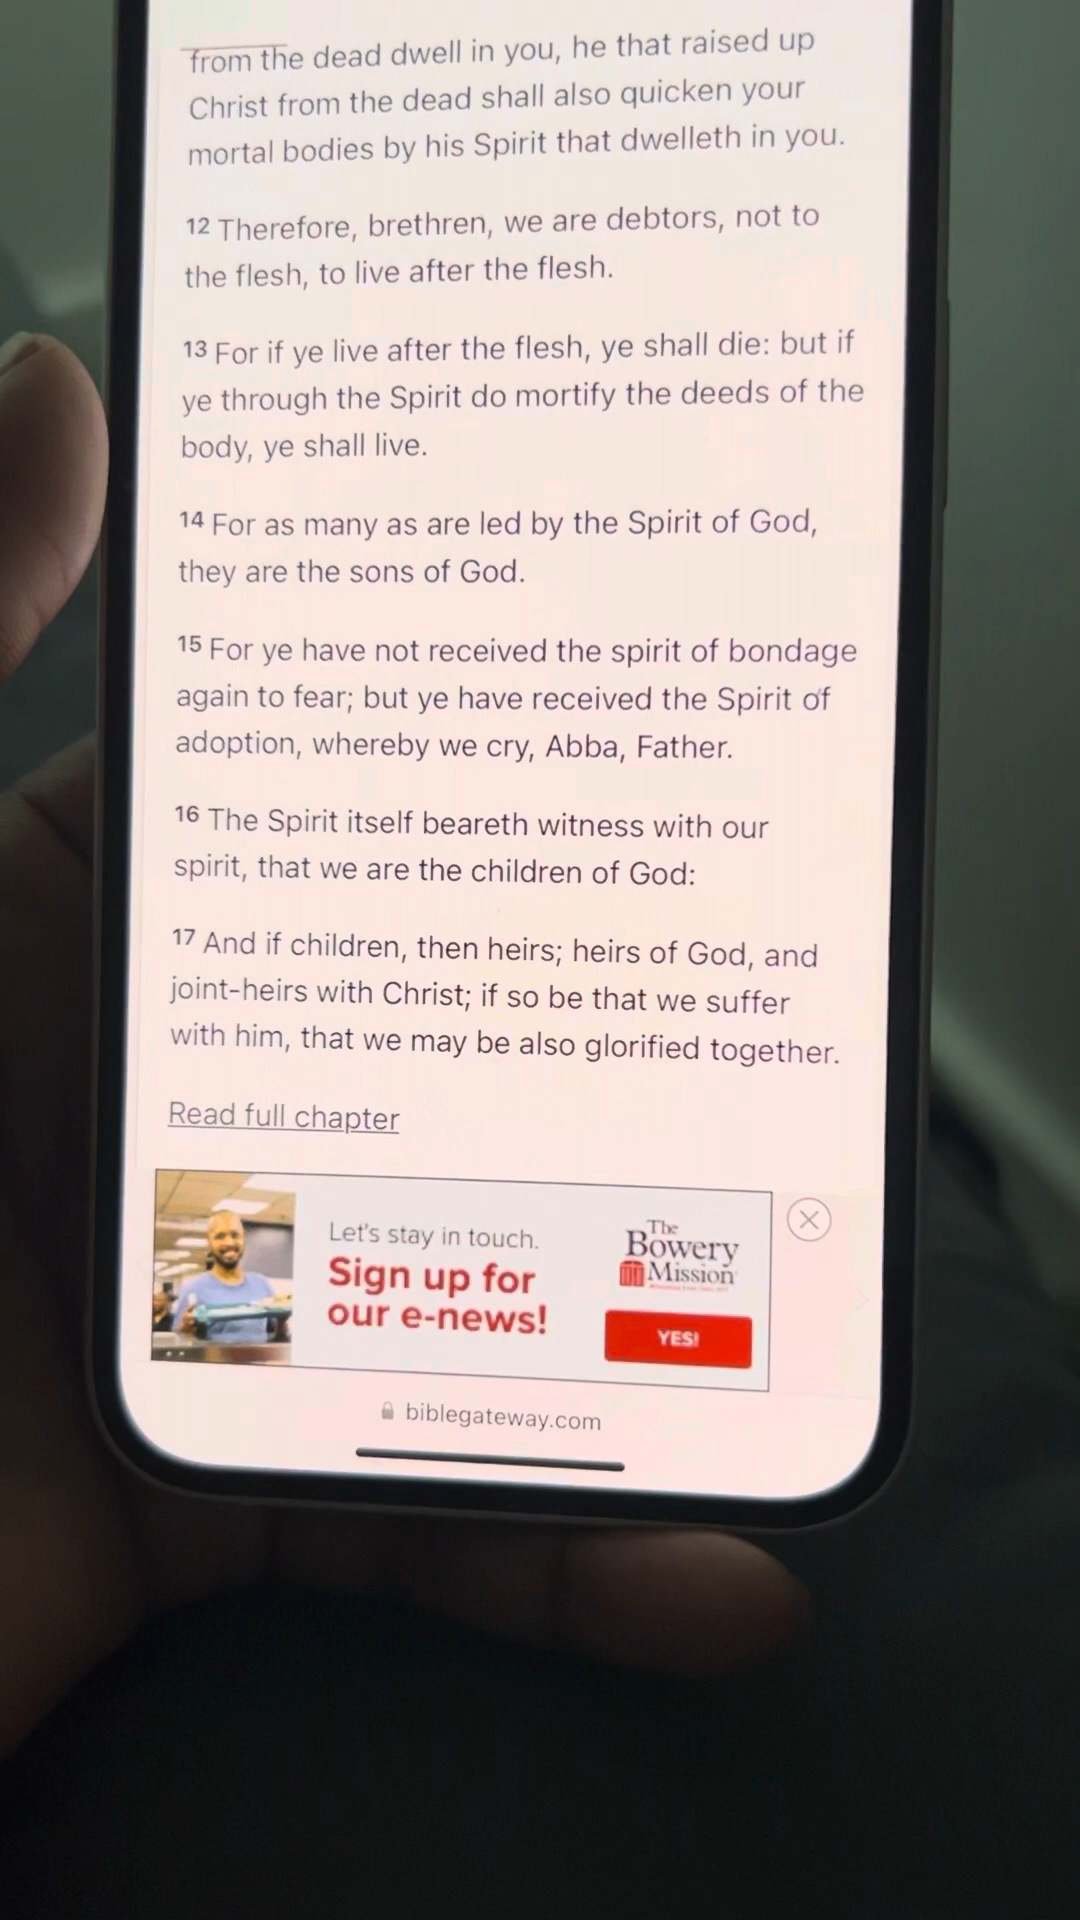 from the dead dwell in you, he that raised up
Christ from the dead shall also quicken your
mortal bodies by his Spirit that dwelleth in you.
12 Therefore, brethren, we are debtors, not to
the flesh, to live after the flesh.
13 For if ye live after the flesh, ye shall die: but if
ye through the Spirit do mortify the deeds of the
body, ye shall live.
14 For as many as are led by the Spirit of God,
they are the sons of God.
15 For ye have not received the spirit of bondage
again to fear; but ye have received the Spirit of
adoption, whereby we cry, Abba, Father.
16 The Spirit itself beareth witness with our
spirit, that we are the children of God:
17 And if children, then heirs; heirs of God, and
joint-heirs with Christ; if so be that we suffer
with him, that we may be also glorified together.
Read full chapter
Let's stay in touch.
Sign up for
our e-news!
The
Bowery
Mission
YES!
biblegateway.com